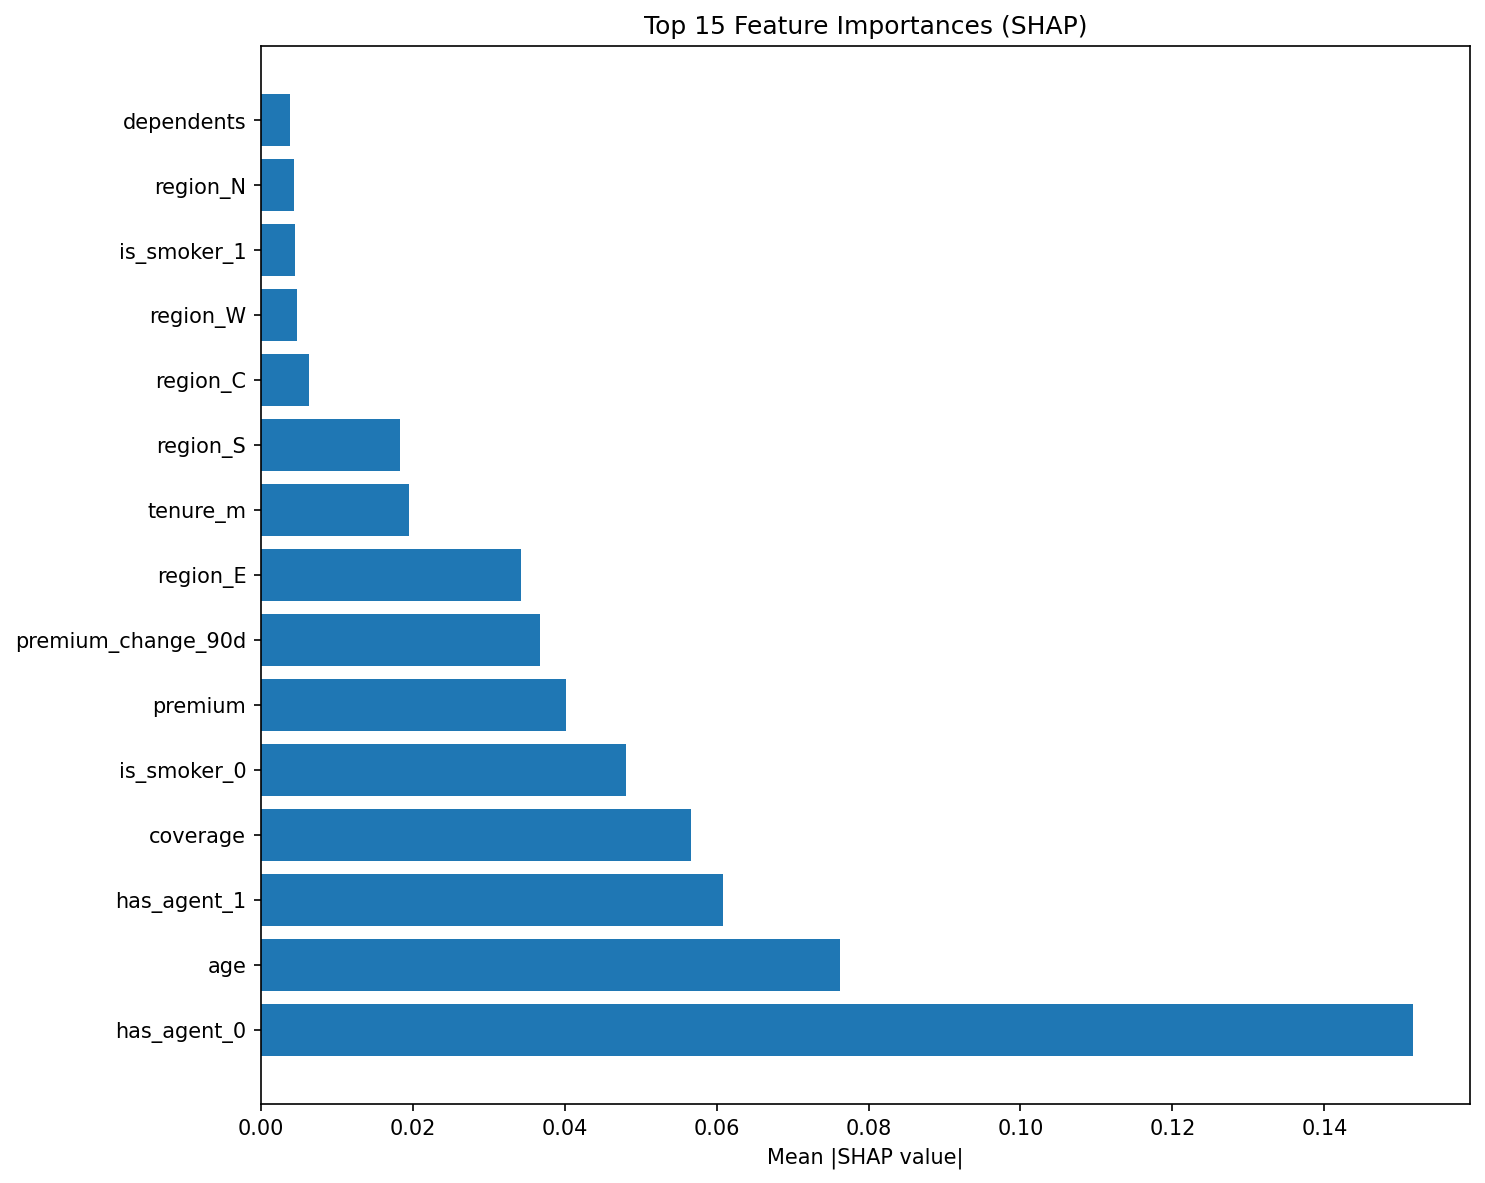 Top 15 Feature Importances (SHAP)
dependents
region_N
is_smoker_1
region_W
region_C
region_S
tenure_m
region_E
premium_change_90d
premium
is_smoker_0
coverage
has_agent_1
age
has_agent_0
0.00 0.02 0.04 0.06 0.08 0.10 0.12 0.14
Mean |SHAP value|